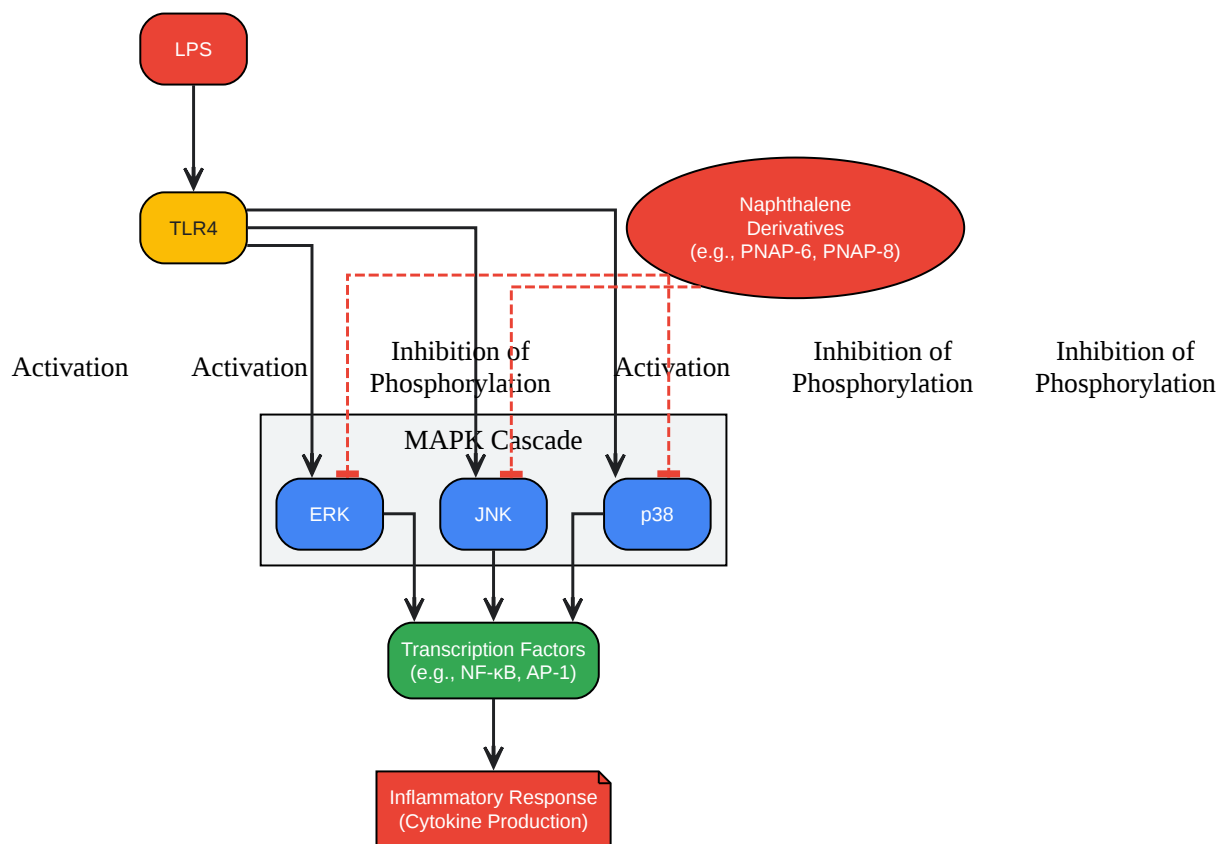 LPS
TLR4
Naphthalene
Derivatives
(e.g., PNAP-6, PNAP-8)
Activation
Activation
Inhibition of
Phosphorylation
Activation
Inhibition of
Phosphorylation
Inhibition of
Phosphorylation
MAPK Cascade
ERK
JNK
p38
Transcription Factors
(e.g., NF-κB, AP-1)
Inflammatory Response
(Cytokine Production)